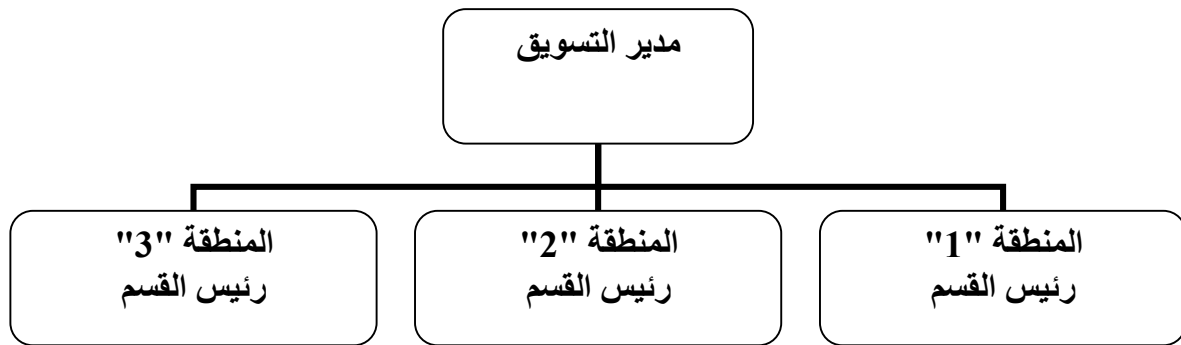 مدير التسويق
المنطقة "1"
رئيس القسم
المنطقة "2"
رئيس القسم
المنطقة "3"
رئيس القسم